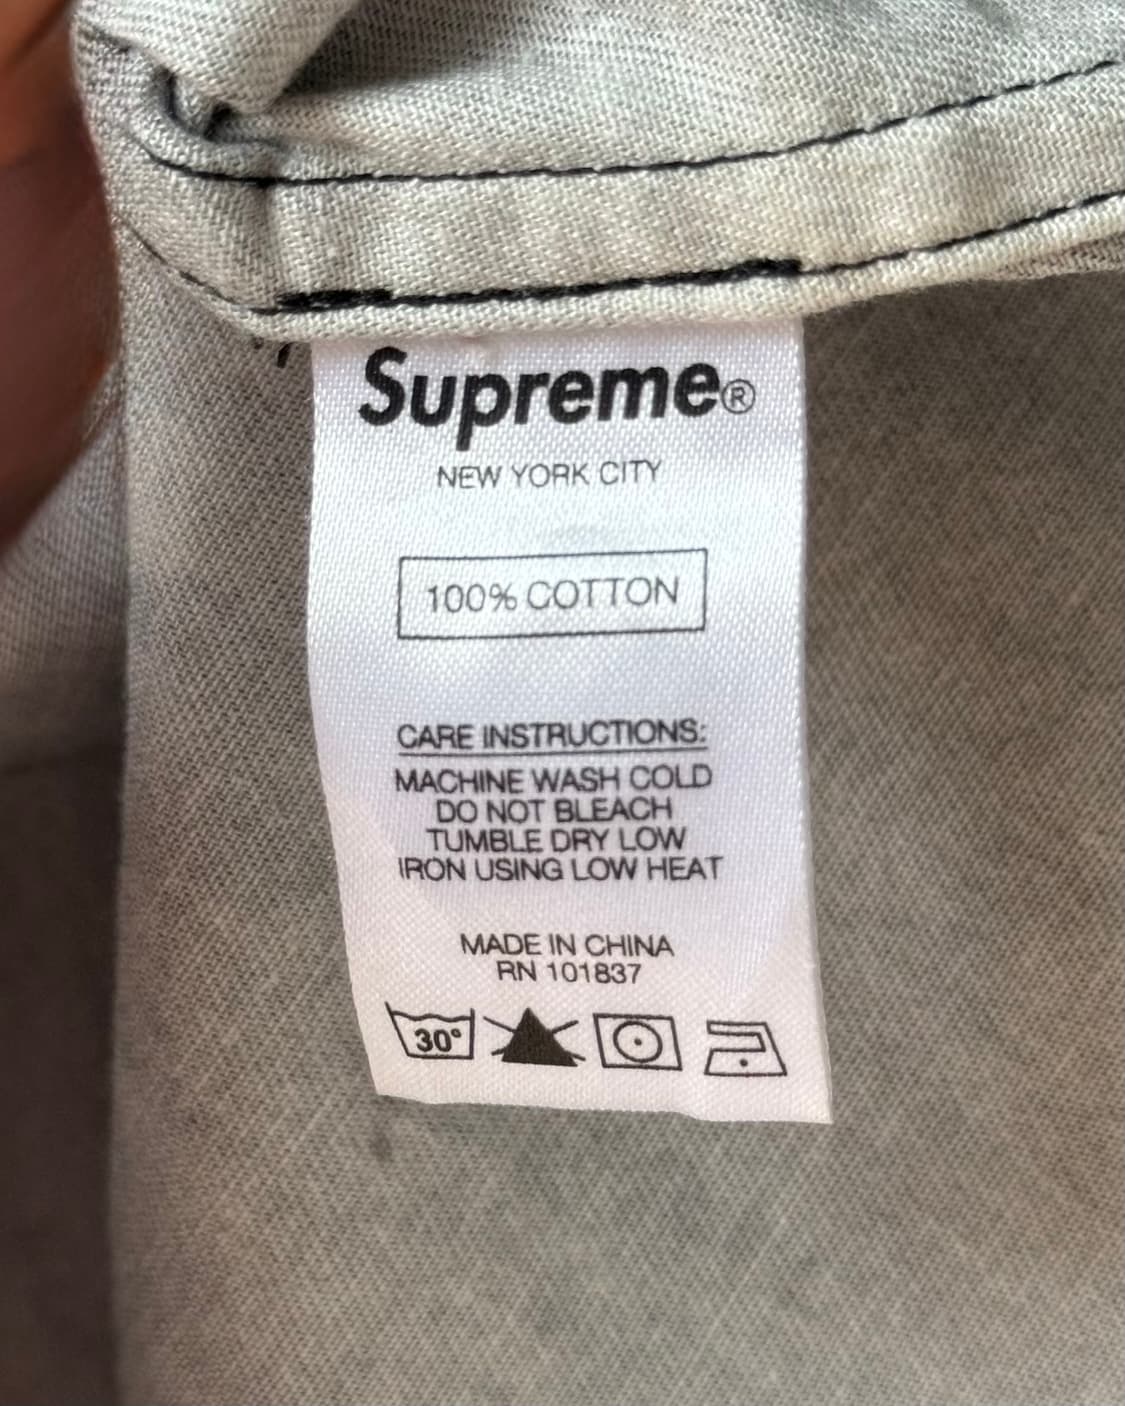 Supreme®
NEW YORK CITY
100% COTTON
CARE INSTRUCTIONS:
MACHINE WASH COLD
DO NOT BLEACH
TUMBLE DRY LOW
IRON USING LOW HEAT
MADE IN CHINA
RN 101837
30°